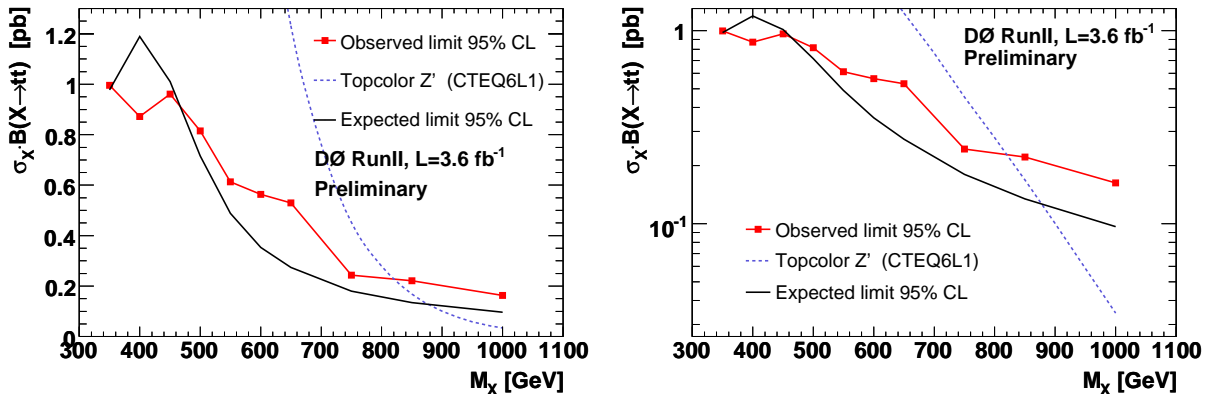 σX·B(X→tt) [pb]
1.2
1
0.8
0.6
0.4
0.2
0
Observed limit 95% CL
Topcolor Z' (CTEQ6L1)
Expected limit 95% CL
DØ RunII, L=3.6 fb-1
Preliminary
300 400 500 600 700 800 900 1000 1100
MX [GeV]
σX·B(X→tt) [pb]
1
10-1
DØ RunII, L=3.6 fb-1
Preliminary
Observed limit 95% CL
Topcolor Z' (CTEQ6L1)
Expected limit 95% CL
300 400 500 600 700 800 900 1000 1100
MX [GeV]